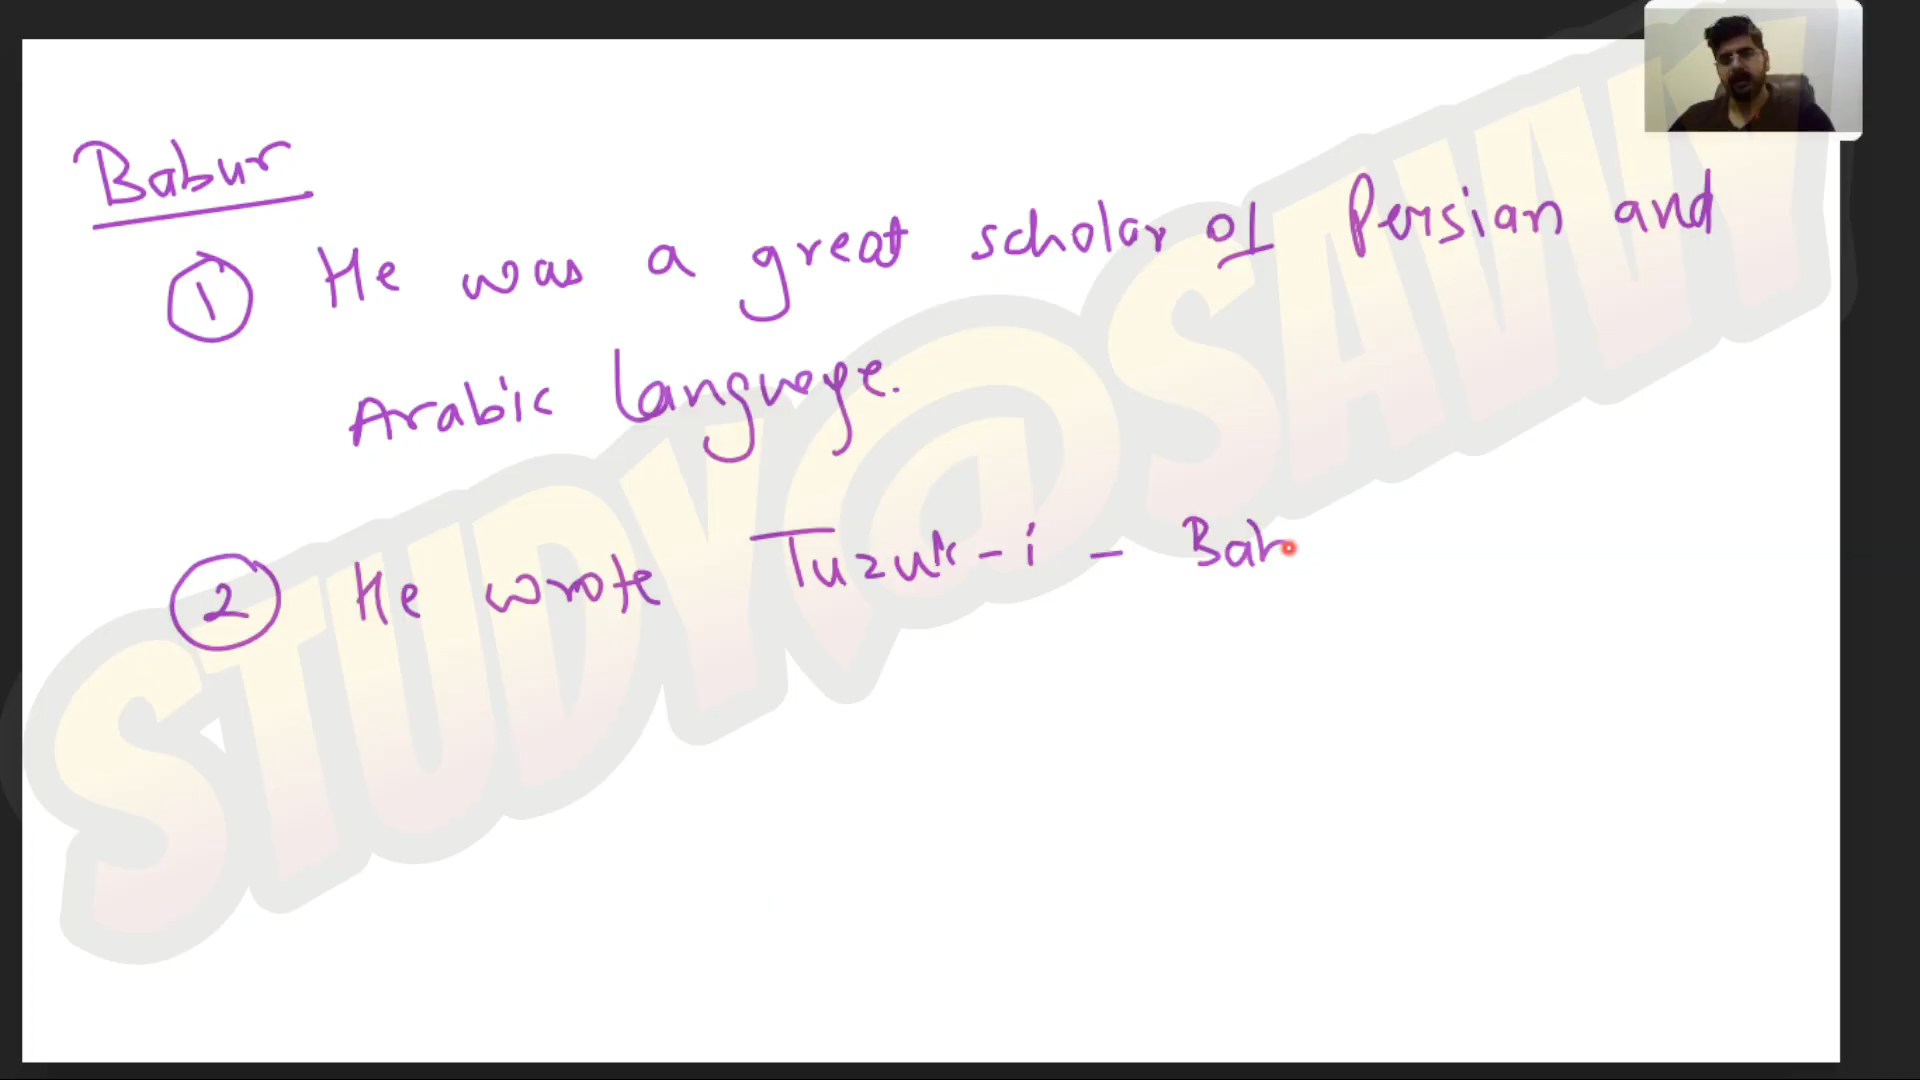 Babur
1 He was a great scholar of Persian and
Arabic language.
2 He wrote Tuzuk-i - Bab
STUDY@SAVVY